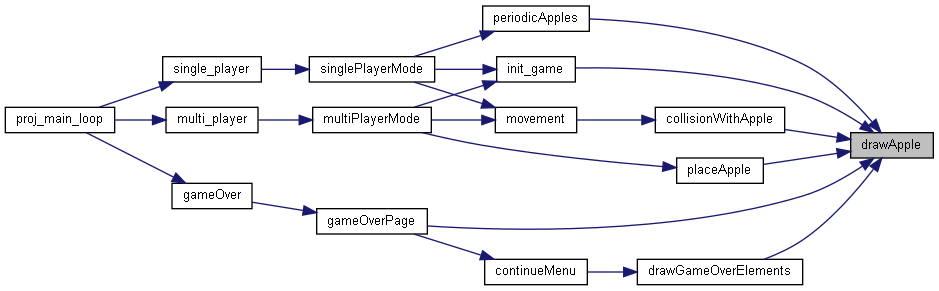 periodicApples
single_player
singlePlayerMode
init_game
proj_main_loop
multi_player
multiPlayerMode
movement
collisionWithApple
drawApple
placeApple
gameOver
gameOverPage
continueMenu
drawGameOverElements